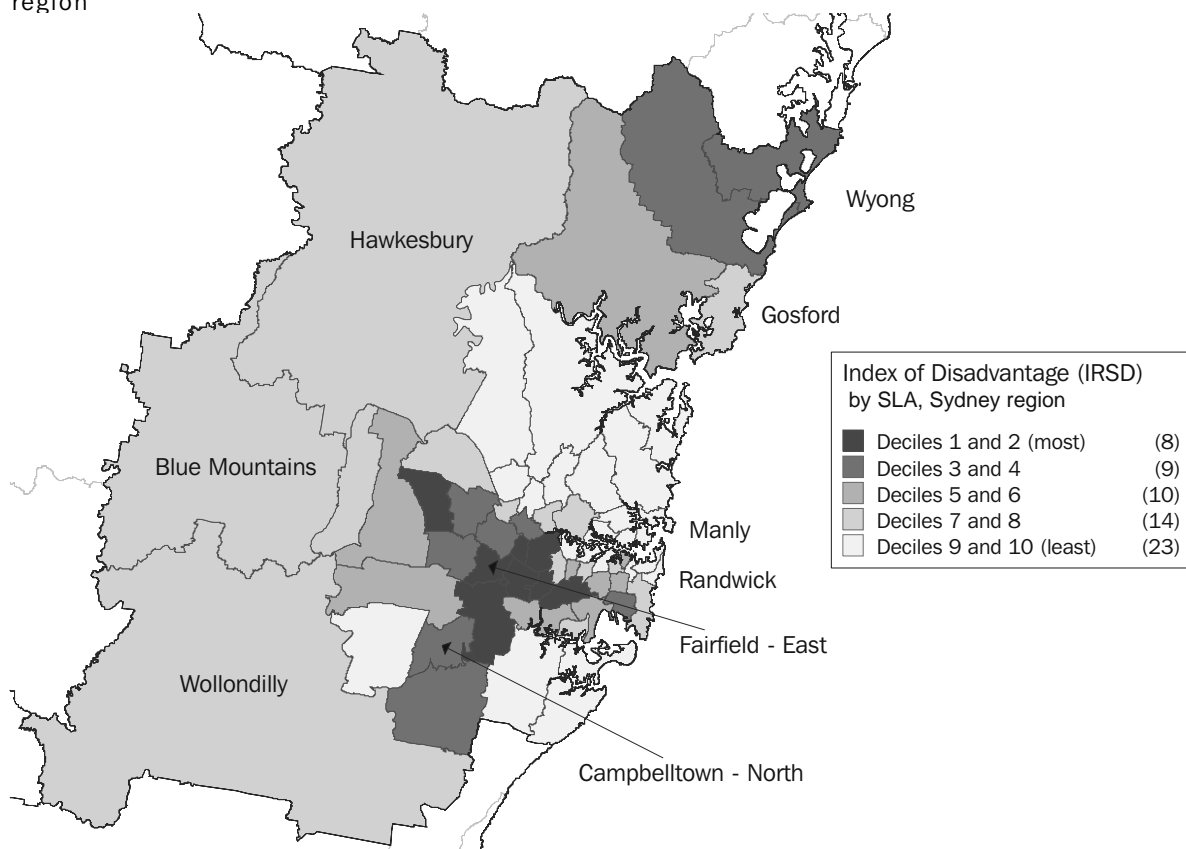 region
Wyong
Hawkesbury
Gosford
Index of Disadvantage (IRSD)
by SLA, Sydney region
Deciles 1 and 2 (most) (8)
Deciles 3 and 4 (9)
Deciles 5 and 6 (10)
Deciles 7 and 8 (14)
Deciles 9 and 10 (least) (23)
Blue Mountains
Manly
Randwick
Fairfield - East
Wollondilly
Campbelltown - North